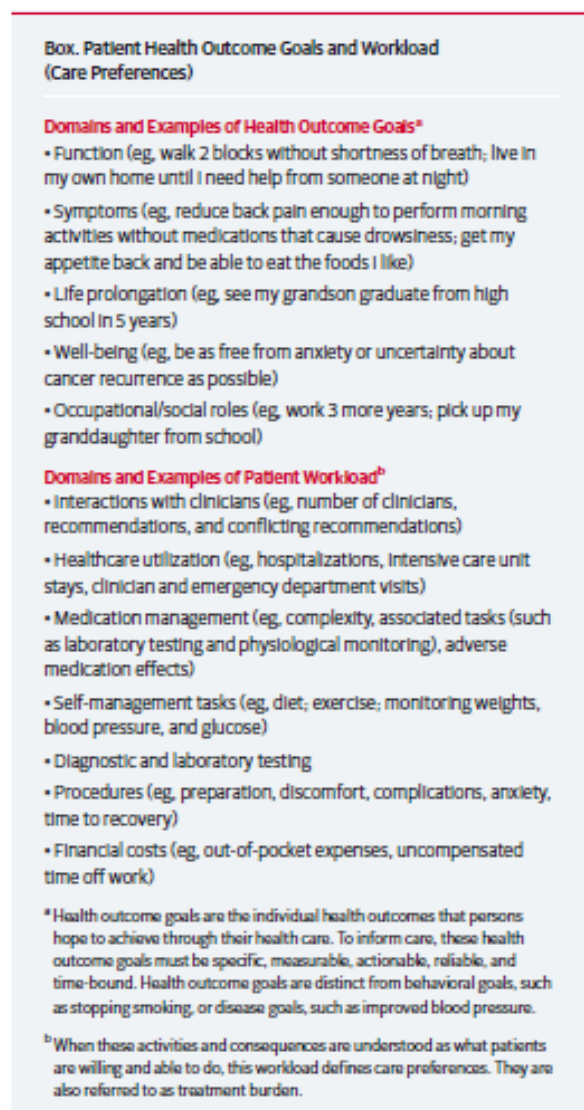 Box. Patient Health Outcome Goals and Workload
(Care Preferences)
Domains and Examples of Health Outcome Goalsa
• Function (eg, walk 2 blocks without shortness of breath; live in
my own home until I need help from someone at night)
• Symptoms (eg, reduce back pain enough to perform morning
activities without medications that cause drowsiness; get my
appetite back and be able to eat the foods I like)
• Life prolongation (eg, see my grandson graduate from high
school in 5 years)
• Well-being (eg, be as free from anxiety or uncertainty about
cancer recurrence as possible)
• Occupational/social roles (eg, work 3 more years; pick up my
granddaughter from school)
Domains and Examples of Patient Workloadb
• Interactions with clinicians (eg, number of clinicians,
recommendations, and conflicting recommendations)
• Healthcare utilization (eg, hospitalizations, intensive care unit
stays, clinician and emergency department visits)
• Medication management (eg, complexity, associated tasks (such
as laboratory testing and physiological monitoring), adverse
medication effects)
• Self-management tasks (eg, diet; exercise; monitoring weights,
blood pressure, and glucose)
• Diagnostic and laboratory testing
• Procedures (eg, preparation, discomfort, complications, anxiety,
time to recovery)
• Financial costs (eg, out-of-pocket expenses, uncompensated
time off work)
a Health outcome goals are the individual health outcomes that persons
hope to achieve through their health care. To inform care, these health
outcome goals must be specific, measurable, actionable, reliable, and
time-bound. Health outcome goals are distinct from behavioral goals, such
as stopping smoking, or disease goals, such as improved blood pressure.
b When these activities and consequences are understood as what patients
are willing and able to do, this workload defines care preferences. They are
also referred to as treatment burden.